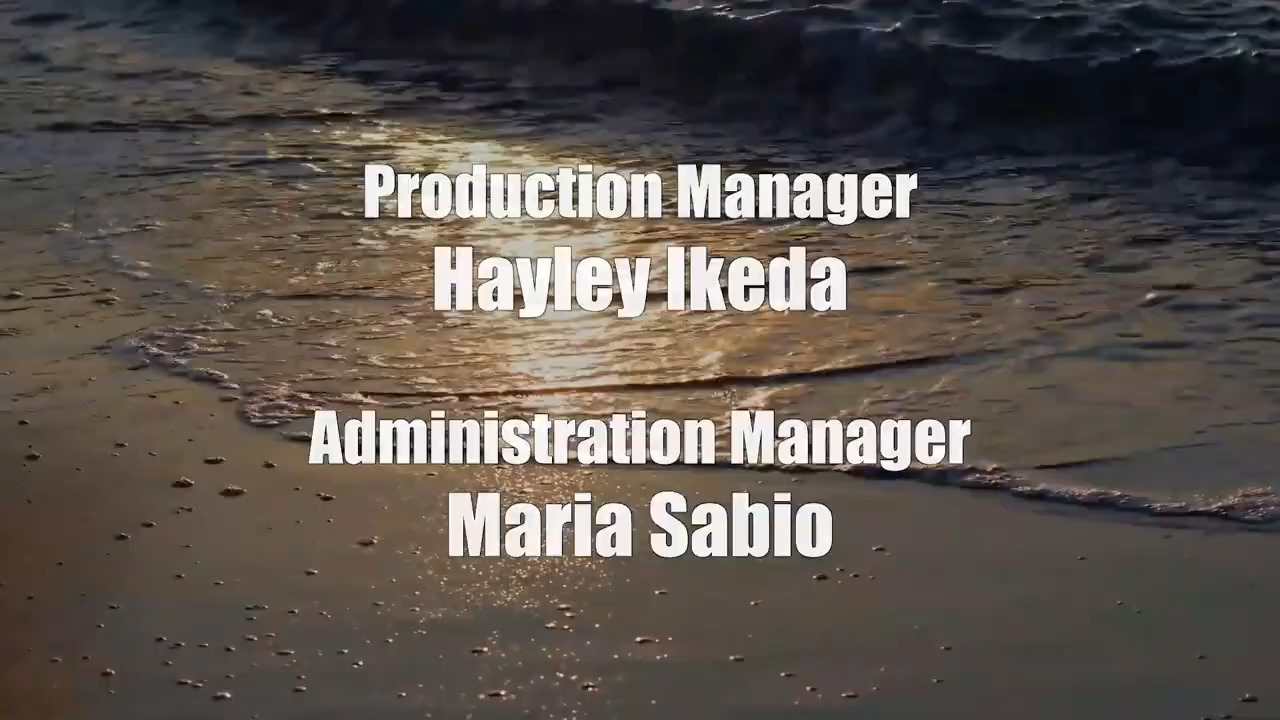 Production Manager
Hayley Ikeda
Administration Manager
Maria Sabio